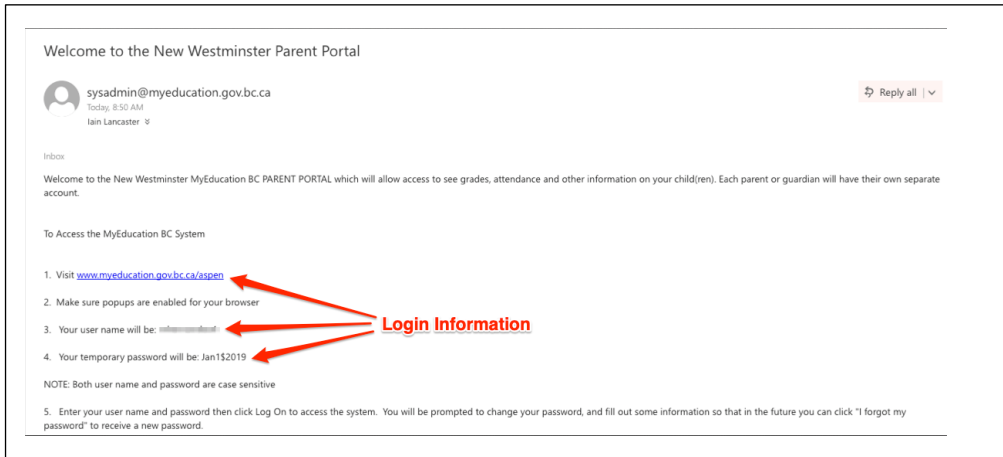 Welcome to the New Westminster Parent Portal
sysadmin@myeducation.gov.bc.ca
Today, 8:50 AM
Iain Lancaster
Reply all
Inbox
Welcome to the New Westminster MyEducation BC PARENT PORTAL which will allow access to see grades, attendance and other information on your child(ren). Each parent or guardian will have their own separate
account.
To Access the MyEducation BC System
1. Visit www.myeducation.gov.bc.ca/aspen
2. Make sure popups are enabled for your browser
3. Your user name will be:
Login Information
4. Your temporary password will be: Jan1$2019
NOTE: Both user name and password are case sensitive
5. Enter your user name and password then click Log On to access the system. You will be prompted to change your password, and fill out some information so that in the future you can click "I forgot my
password" to receive a new password.